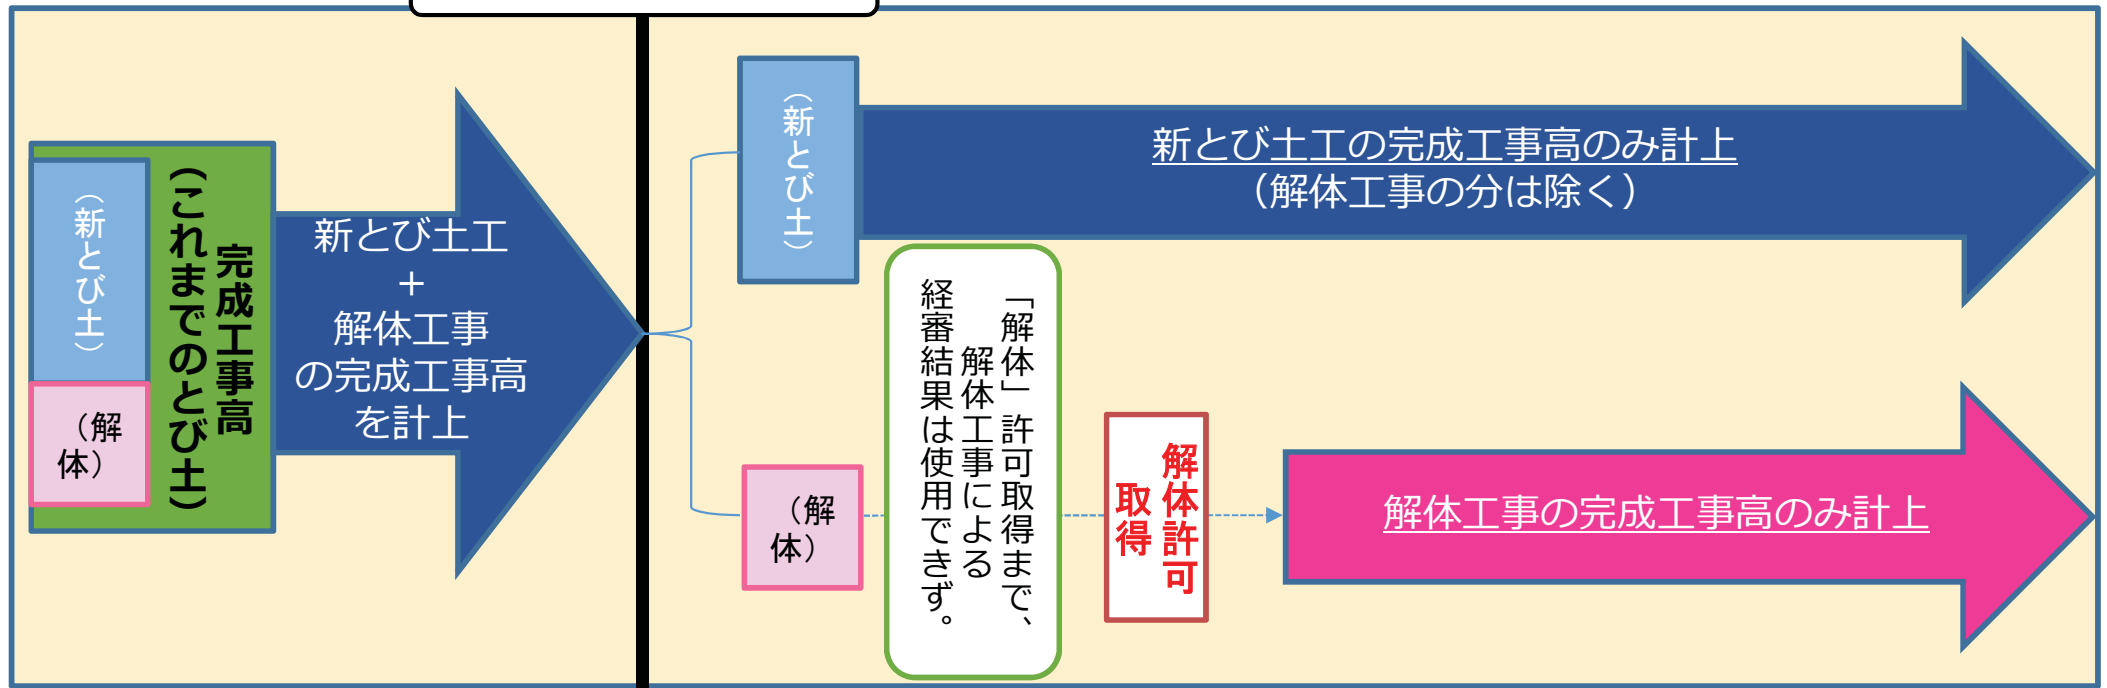 完成工事高
（これまでのとび土）
（新とび土）
（解
体）
新とび土工
＋
解体工事
の完成工事高
を計上
（新とび土）
新とび土工の完成工事高のみ計上
（解体工事の分は除く）
（解
体）
「解体」許可取得まで、
解体工事による
経審結果は使用できず。
解体許可
取得
解体工事の完成工事高のみ計上